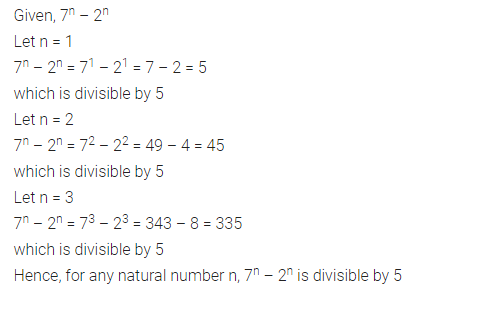 Given, 7ⁿ – 2ⁿ
Let n = 1
7ⁿ – 2ⁿ = 7¹ – 2¹ = 7 – 2 = 5
which is divisible by 5
Let n = 2
7ⁿ – 2ⁿ = 7² – 2² = 49 – 4 = 45
which is divisible by 5
Let n = 3
7ⁿ – 2ⁿ = 7³ – 2³ = 343 – 8 = 335
which is divisible by 5
Hence, for any natural number n, 7ⁿ – 2ⁿ is divisible by 5